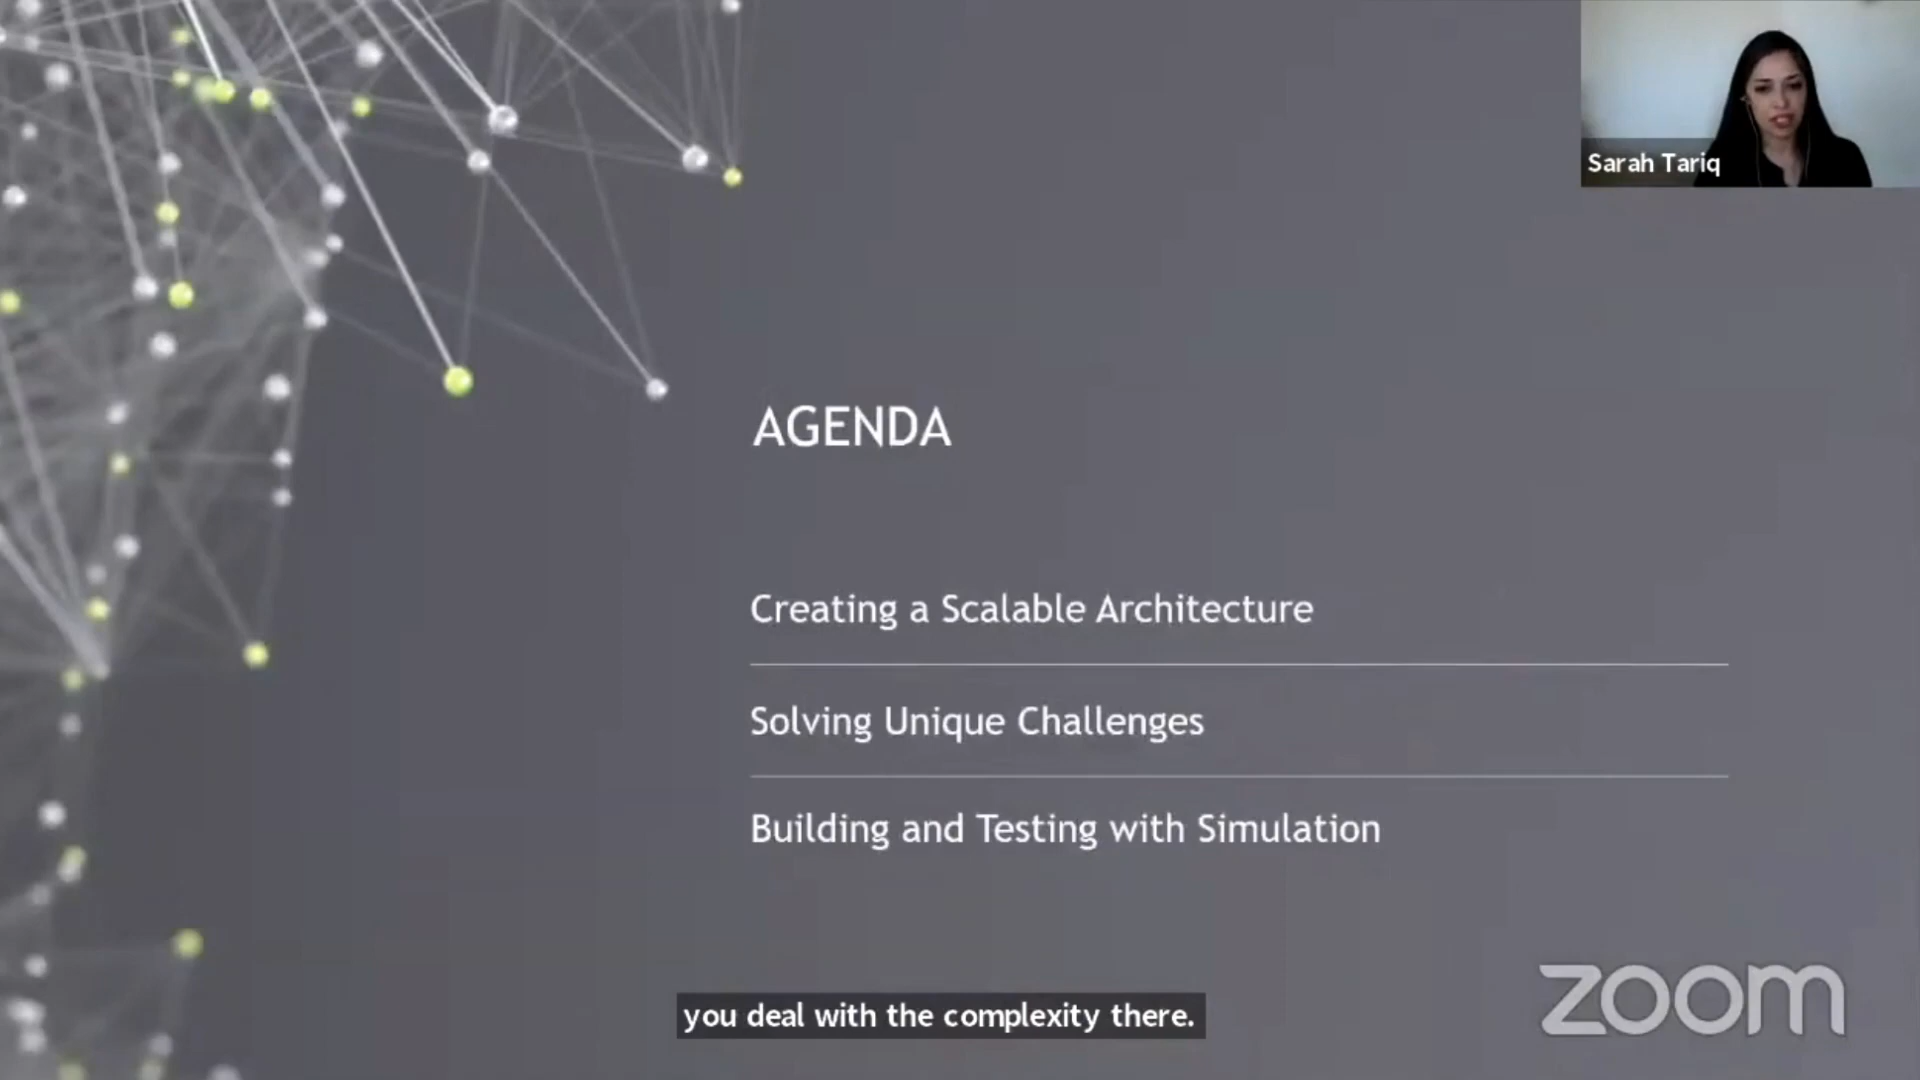 Sarah Tariq
AGENDA
Creating a Scalable Architecture
Solving Unique Challenges
Building and Testing with Simulation
you deal with the complexity there.
zoom